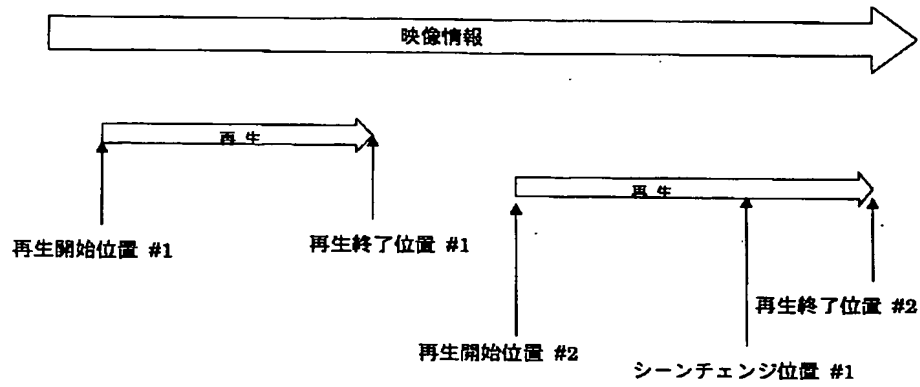 映像情報
再 生
再生開始位置 #1
再生終了位置 #1
再 生
再生終了位置 #2
再生開始位置 #2
シーンチェンジ位置 #1